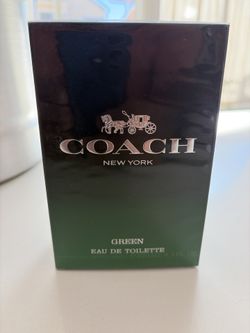 COACH
NEW YORK
GREEN
EAU DE TOILETTE